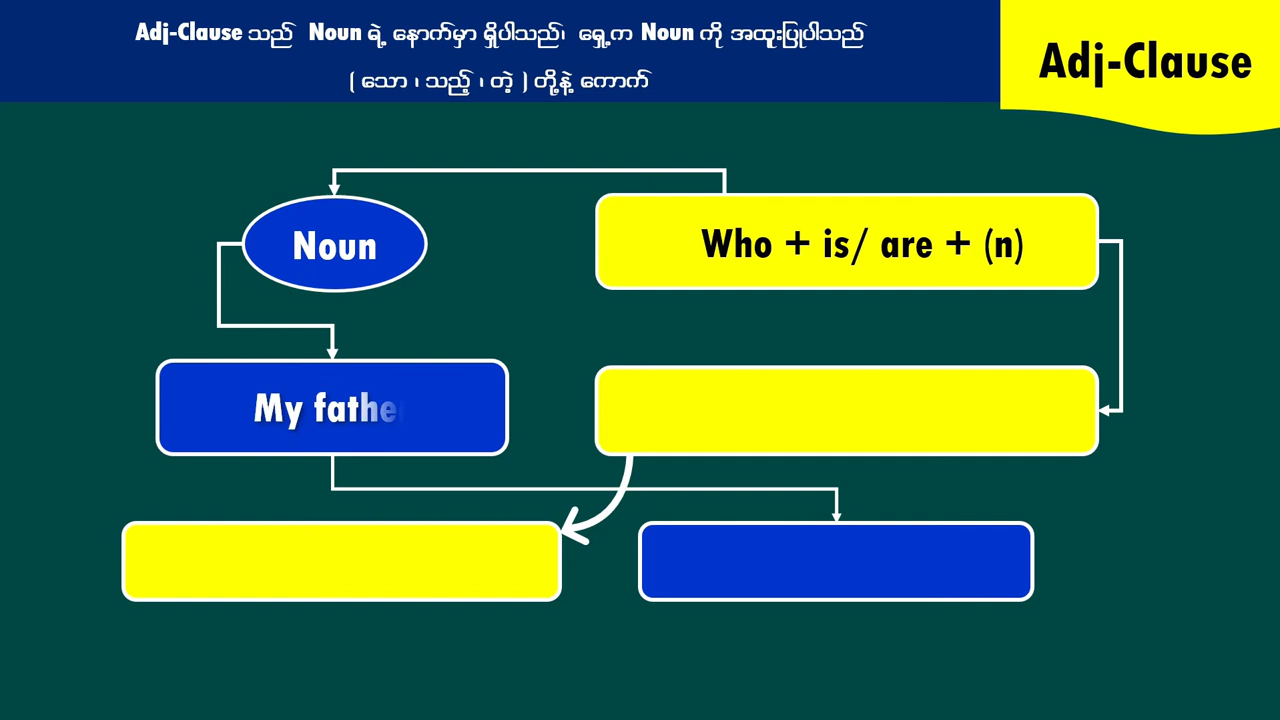 Adj-Clause သည် Noun ရဲ့ နောက်မှာ ရှိပါသည်၊ ရှေ့က Noun ကို အထူးပြုပါသည်
( သော ၊ သည့် ၊ တဲ့ ) တို့နဲ့ ကောက်
Adj-Clause
Noun
Who + is/ are + (n)
My father